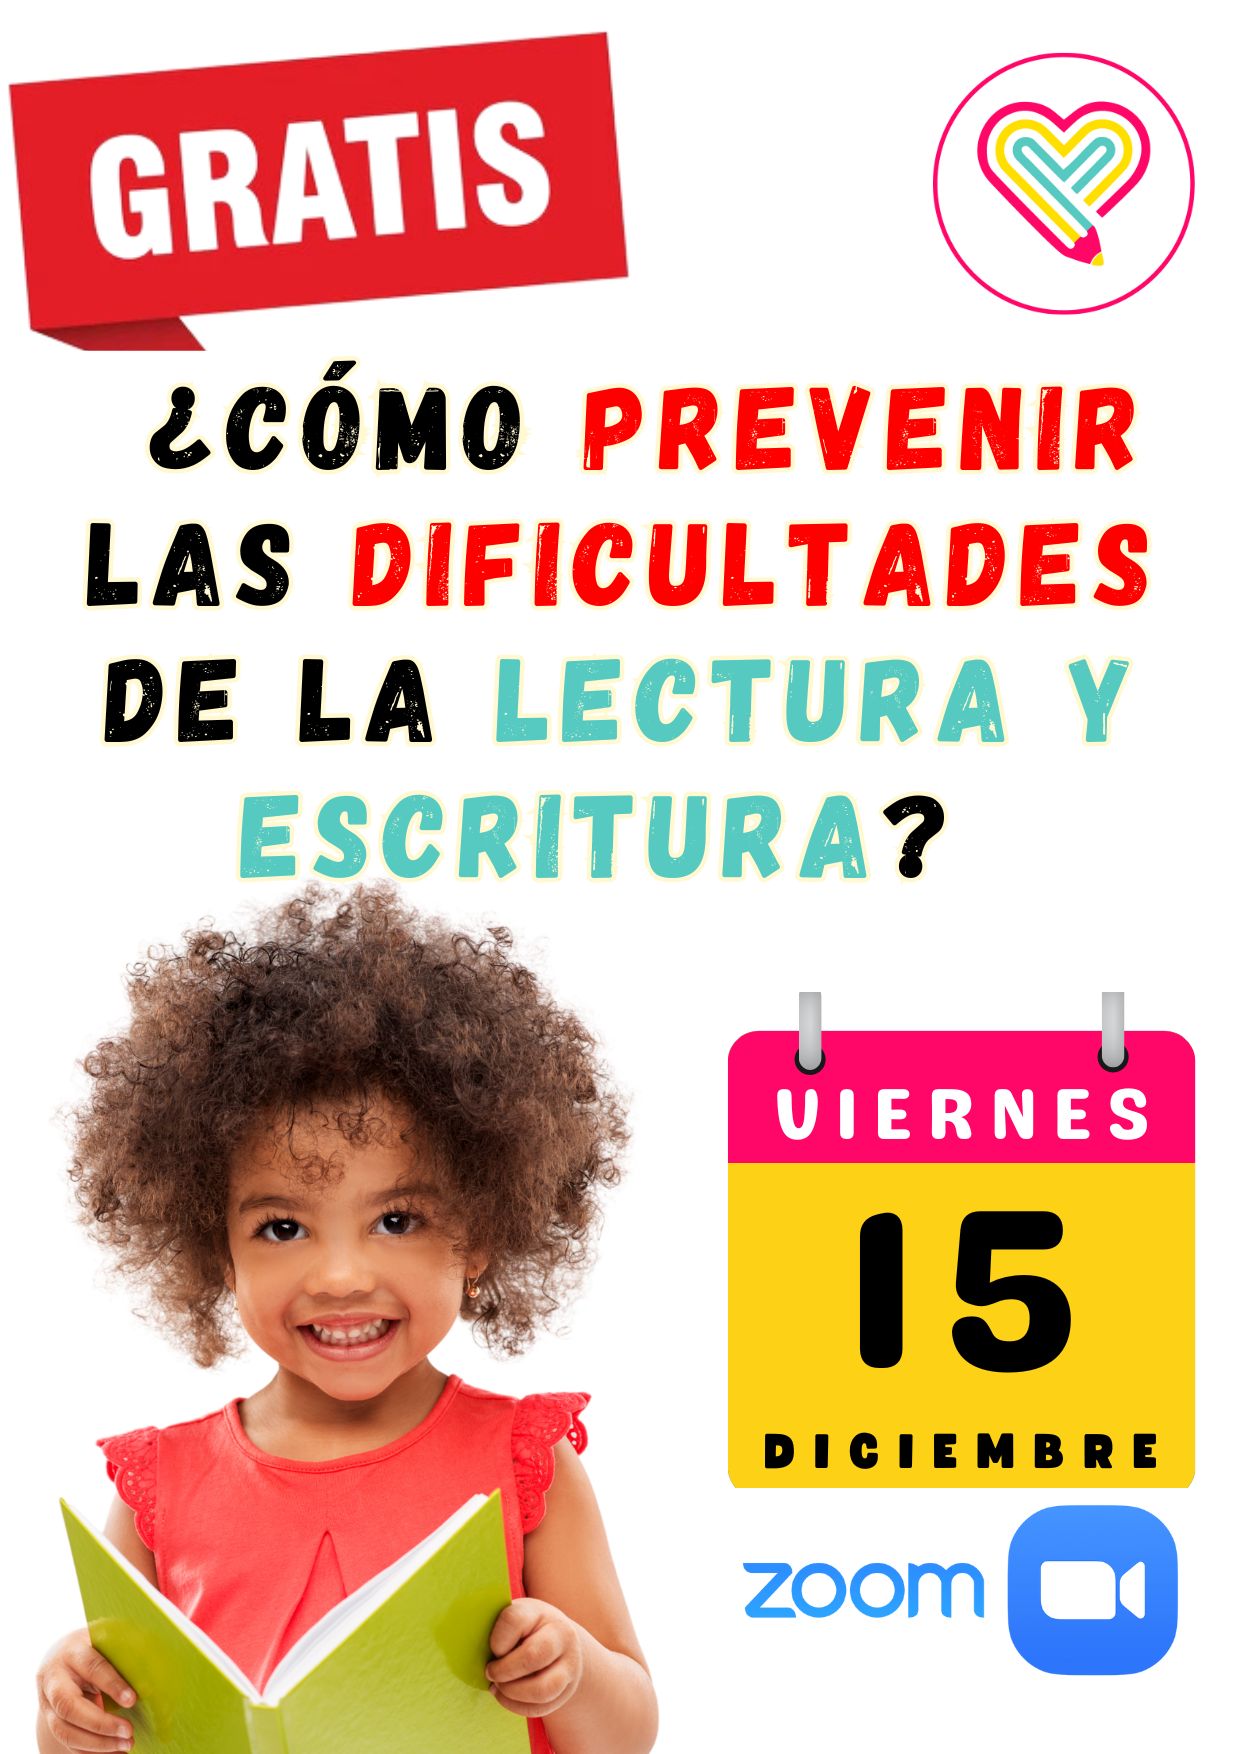 GRATIS
¿CÓMO PREVENIR
LAS DIFICULTADES
DE LA LECTURA Y
ESCRITURA?
VIERNES
15
DICIEMBRE
zoom